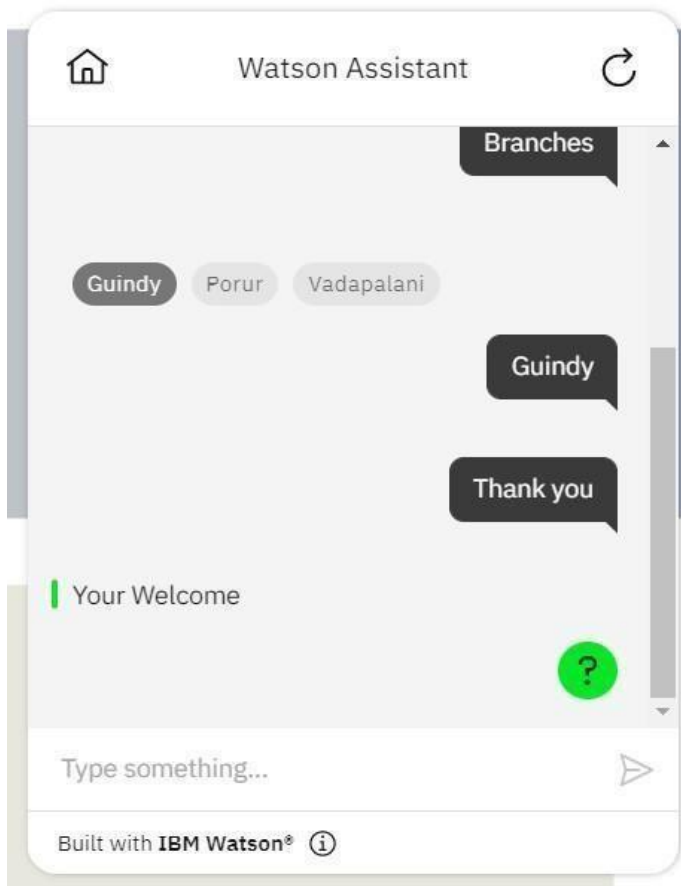 Watson Assistant
Branches
Guindy Porur Vadapalani
Guindy
Thank you
Your Welcome
?
Type something...
Built with IBM Watson®